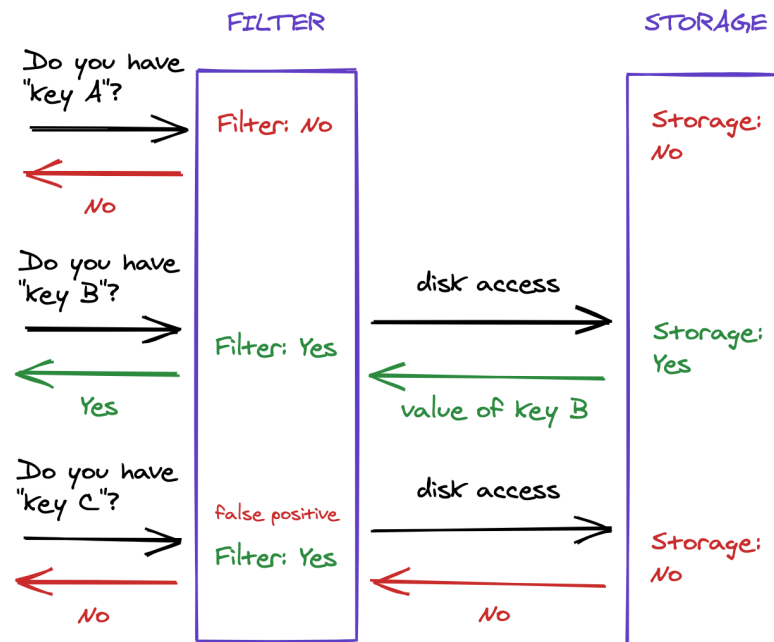 FILTER
STORAGE
Do you have
"key A"?
Filter: No
Storage:
No
No
Do you have
"key B"?
disk access
Filter: Yes
Storage:
Yes
Yes
value of key B
Do you have
"key C"?
disk access
false positive
Filter: Yes
Storage:
No
No
No